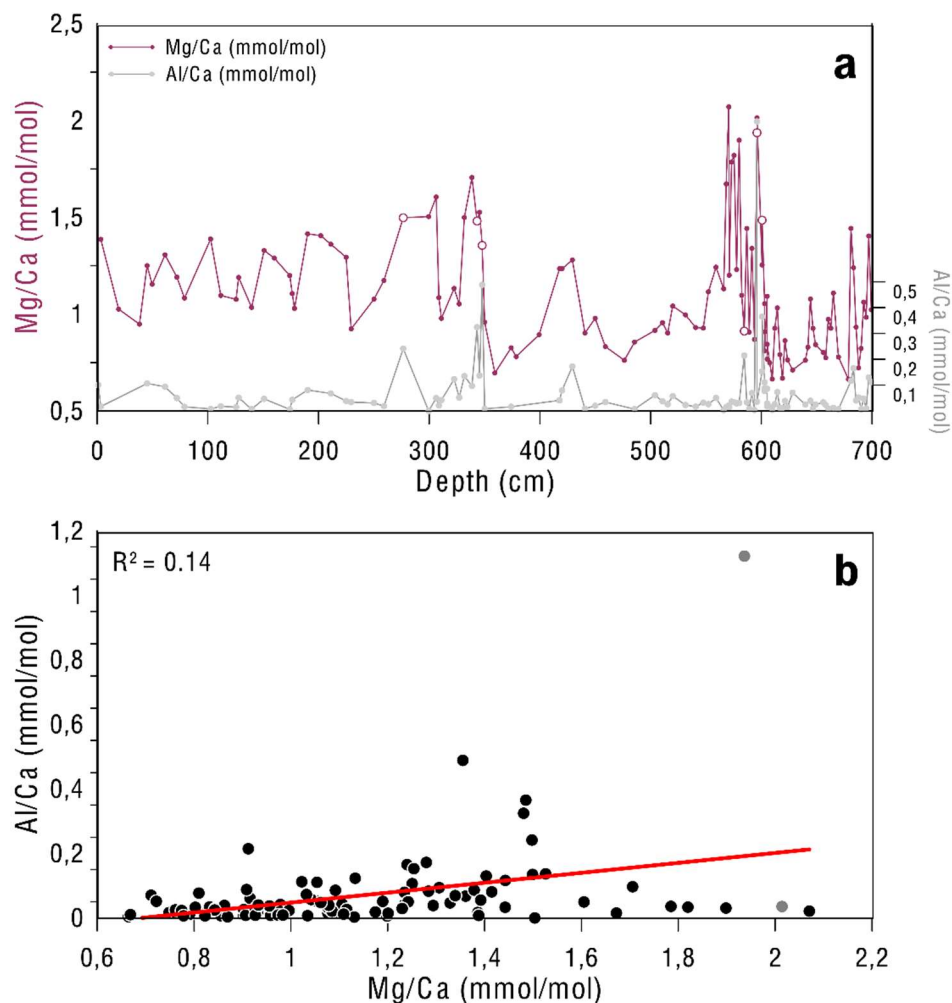 2,5
Mg/Ca (mmol/mol)
Al/Ca (mmol/mol)
a
2
1,5
1
0,5
Mg/Ca (mmol/mol)
0,5
0,4
0,3
0,2
0,1
Al/Ca (mmol/mol)
0 100 200 300 400 500 600 700
Depth (cm)
1,2
R² = 0.14
b
1
0,8
0,6
0,4
0,2
0
Al/Ca (mmol/mol)
0,6 0,8 1 1,2 1,4 1,6 1,8 2 2,2
Mg/Ca (mmol/mol)